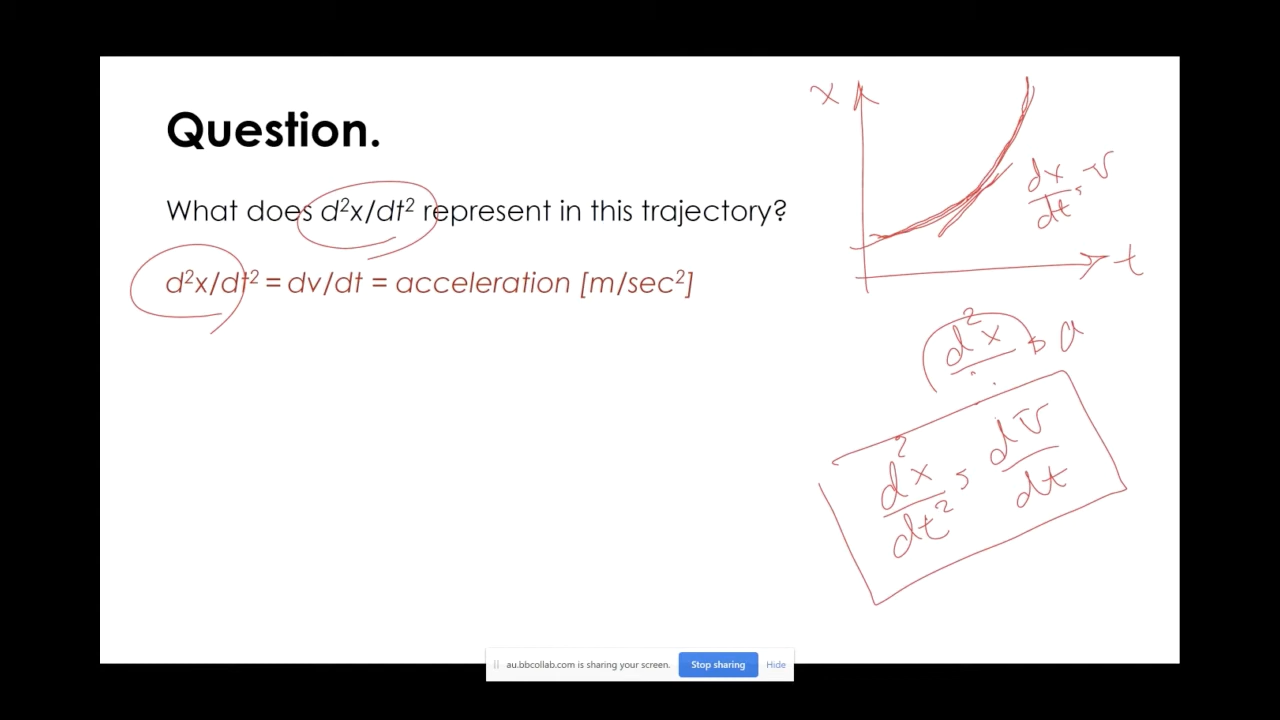 Question.
What does d²x/dt² represent in this trajectory?
d²x/dt² = dv/dt = acceleration [m/sec²]
x
dx/dt = v
t
d²x
= a
d²x/dt² = dv/dt
au.bbcollab.com is sharing your screen.
Stop sharing
Hide